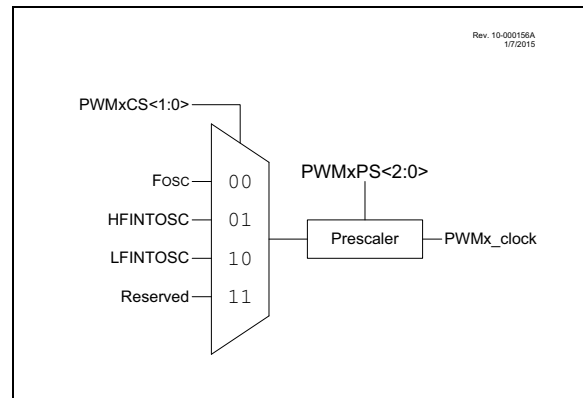 Rev. 10-000156A
1/7/2015
PWMxCS<1:0>
FOSC 00
PWMxPS<2:0>
HFINTOSC 01
Prescaler PWMx_clock
LFINTOSC 10
Reserved 11